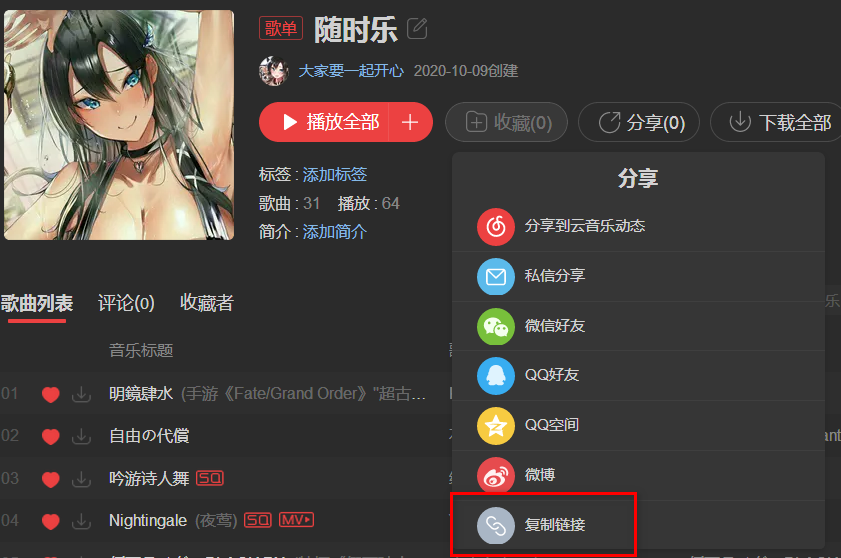 歌单 随时乐
大家要一起开心 2020-10-09创建
播放全部 收藏(0) 分享(0) 下载全部
标签 : 添加标签
歌曲 : 31 播放 : 64
简介 : 添加简介
分享
分享到云音乐动态
私信分享
微信好友
QQ好友
QQ空间
微博
复制链接
歌曲列表 评论(0) 收藏者
音乐标题
01 明鏡肆水 (手游《Fate/Grand Order》"超古...
02 自由の代償
03 吟游诗人舞 SQ
04 Nightingale (夜莺) SQ MV